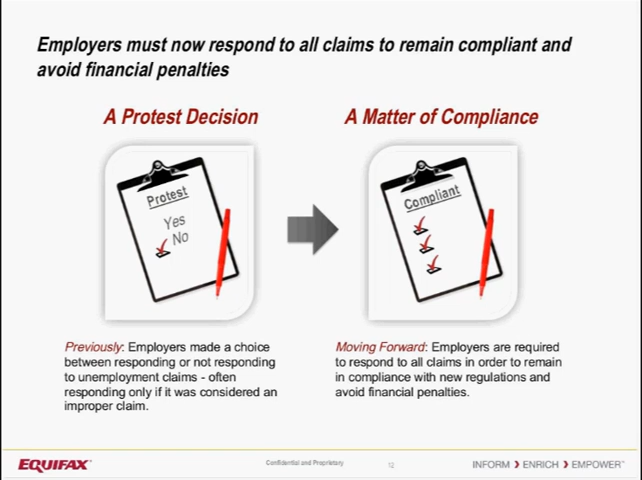 Employers must now respond to all claims to remain compliant and
avoid financial penalties
A Protest Decision
A Matter of Compliance
Protest
Yes
No
Compliant
Previously: Employers made a choice
between responding or not responding
to unemployment claims - often
responding only if it was considered an
improper claim.
Moving Forward: Employers are required
to respond to all claims in order to remain
in compliance with new regulations and
avoid financial penalties.
EQUIFAX
Confidential and Proprietary
12
INFORM ❯ ENRICH ❯ EMPOWER™